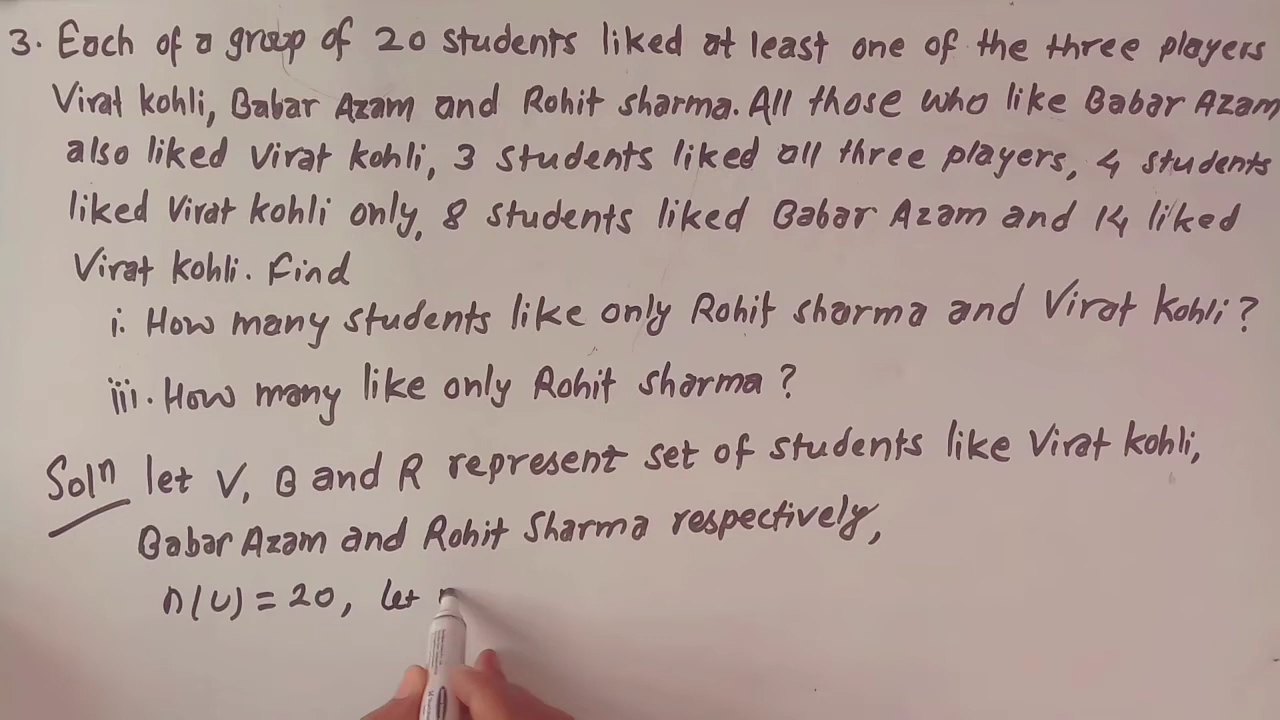 3. Each of a group of 20 students liked at least one of the three players
Virat kohli, Babar Azam and Rohit sharma. All those who like Babar Azam
also liked virat kohli, 3 students liked all three players, 4 students
liked Virat kohli only, 8 students liked Babar Azam and 14 liked
Virat kohli. Find
i. How many students like only Rohit sharma and Virat kohli?
iii. How many like only Rohit sharma?
Solⁿ let V, B and R represent set of students like Virat kohli,
Babar Azam and Rohit Sharma respectively,
n(U) = 20, let